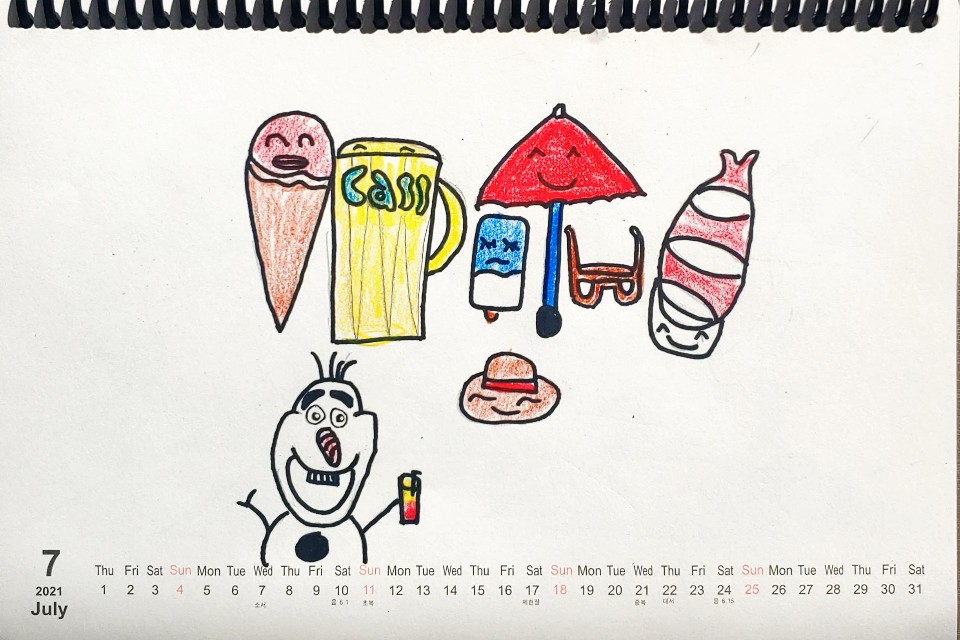 Call
7
2021
July
Thu Fri Sat Sun Mon Tue Wed Thu Fri Sat Sun Mon Tue Wed Thu Fri Sat Sun Mon Tue Wed Thu Fri Sat Sun Mon Tue Wed Thu Fri Sat
1 2 3 4 5 6 7 8 9 10 11 12 13 14 15 16 17 18 19 20 21 22 23 24 25 26 27 28 29 30 31
소서 음 6.1 초복 제헌절 중복 대서 음 6.15